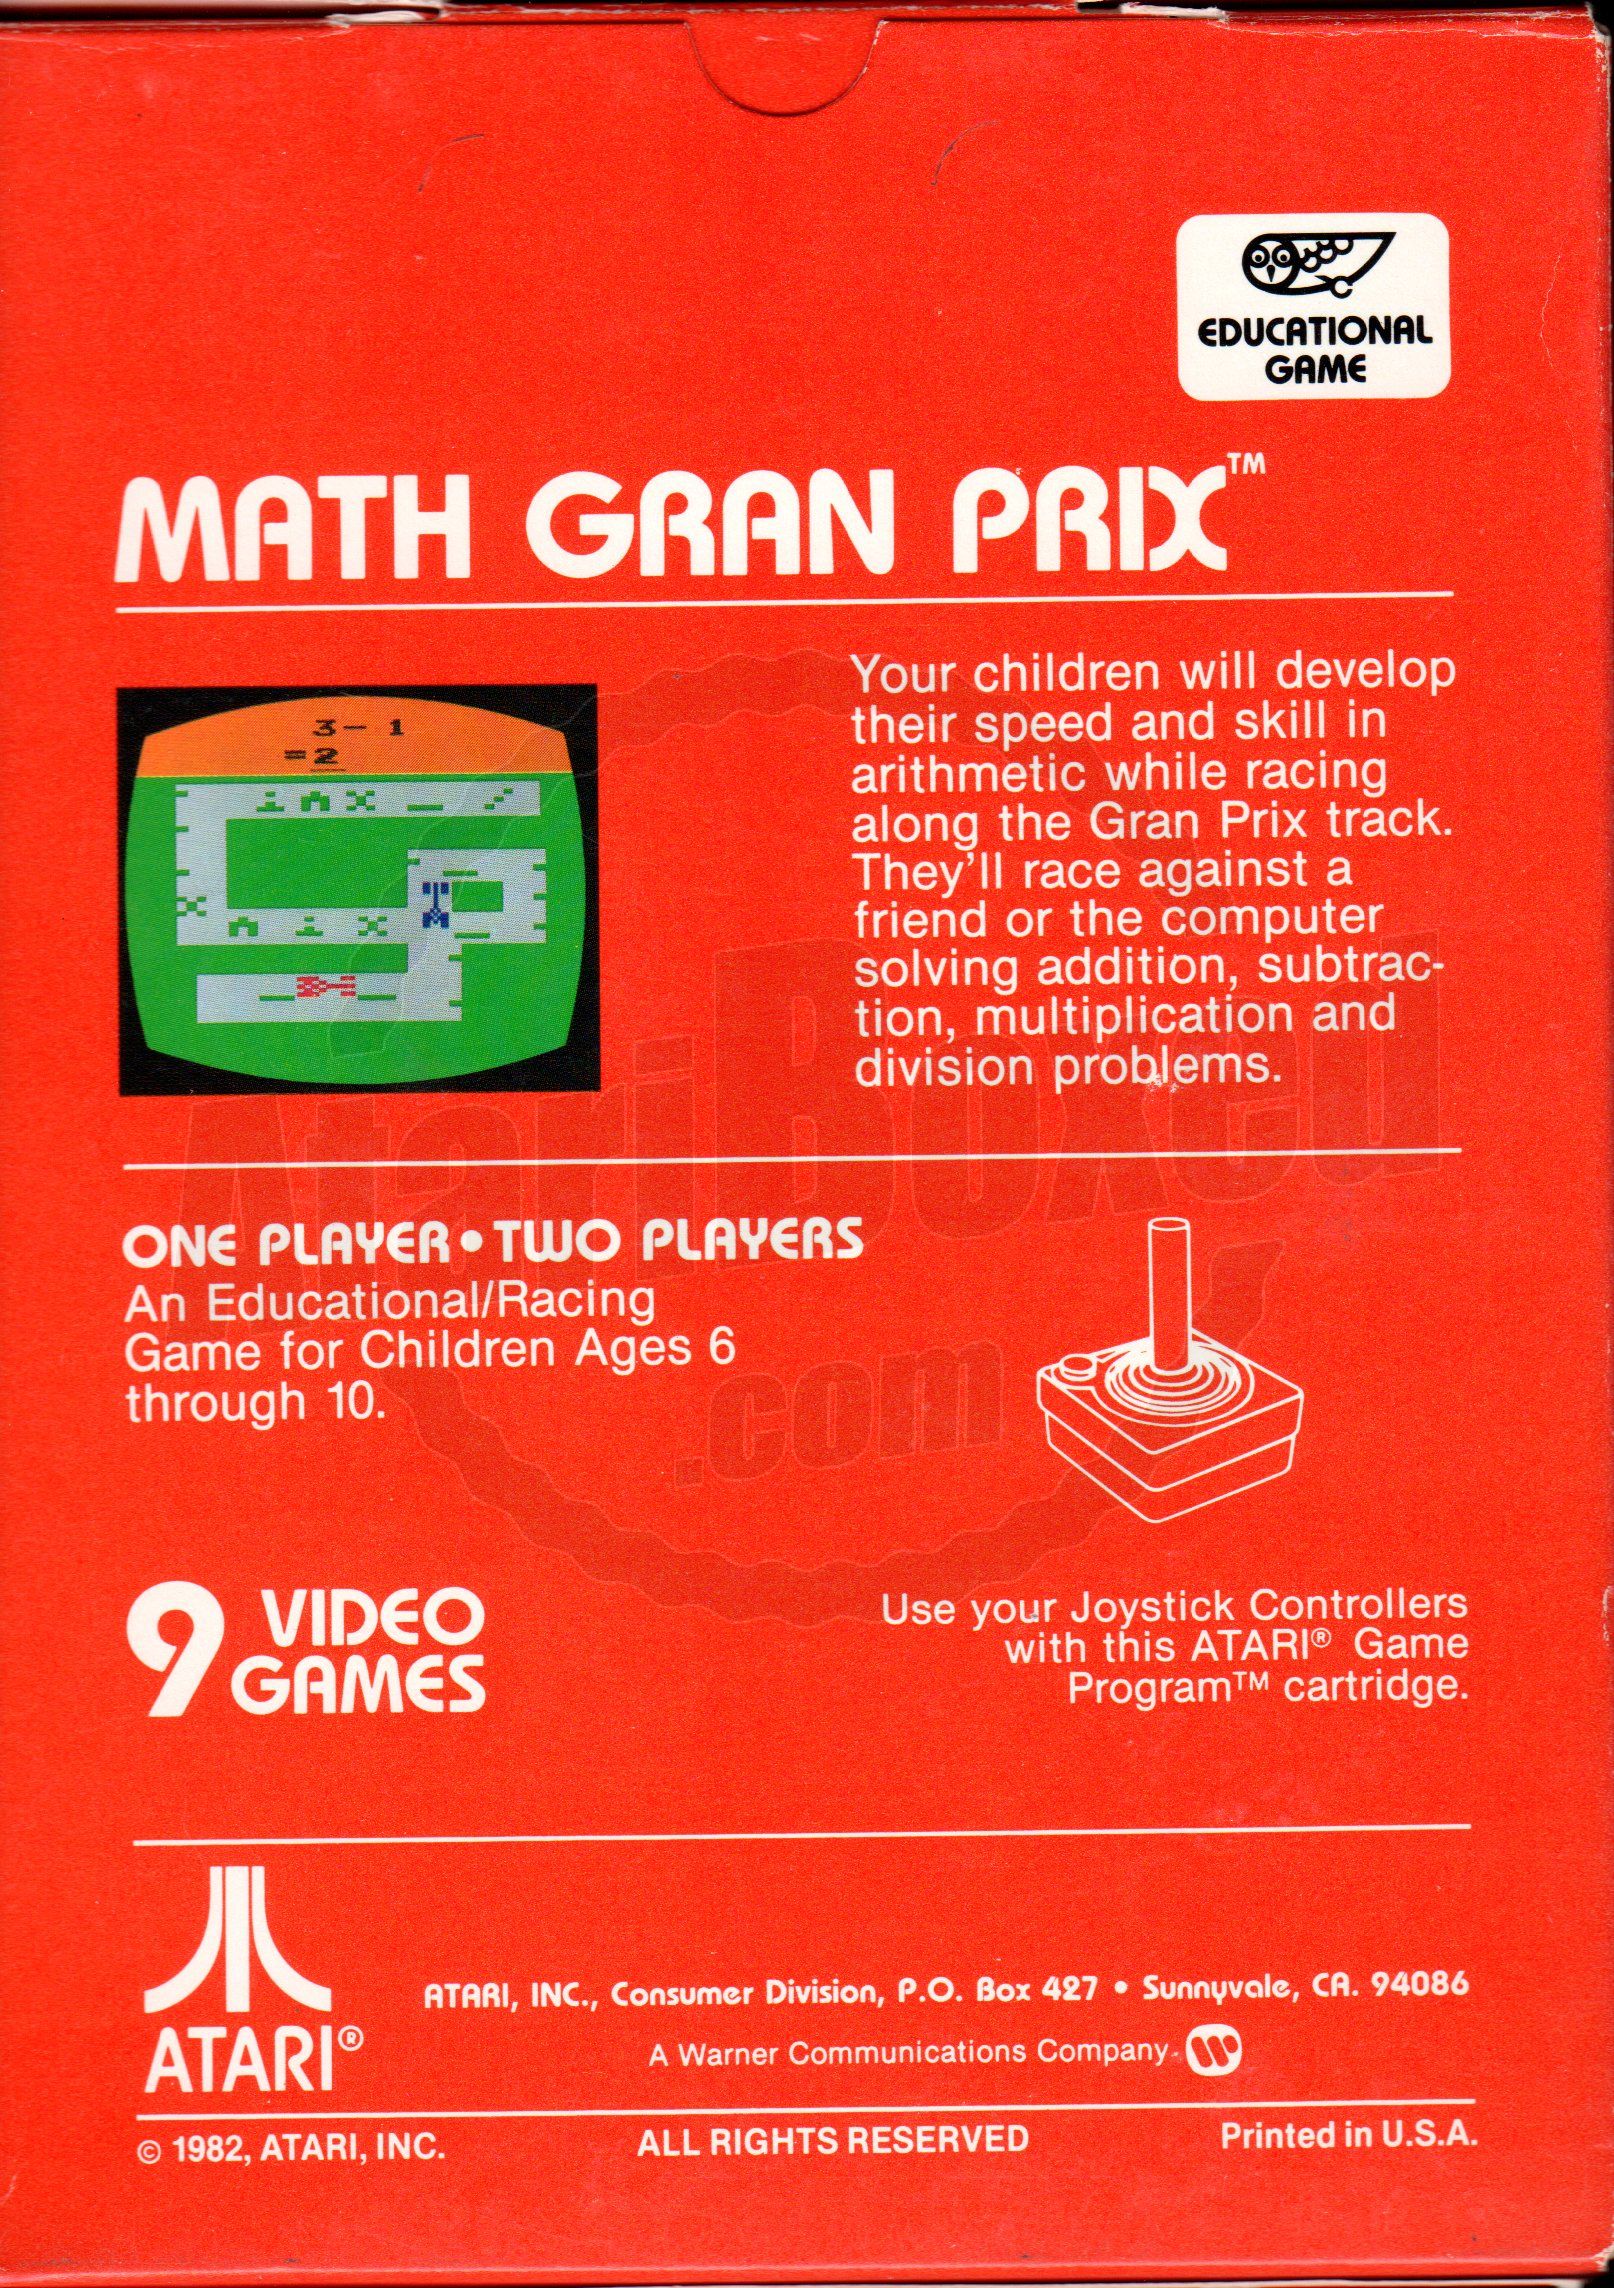 EDUCATIONAL
GAME
MATH GRAN PRIX™
3- 1
=2
Your children will develop
their speed and skill in
arithmetic while racing
along the Gran Prix track.
They'll race against a
friend or the computer
solving addition, subtrac-
tion, multiplication and
division problems.
AtariBoxed
.com
ONE PLAYER • TWO PLAYERS
An Educational/Racing
Game for Children Ages 6
through 10.
9 VIDEO
GAMES
Use your Joystick Controllers
with this ATARI® Game
Program™ cartridge.
ATARI®
ATARI, INC., Consumer Division, P.O. Box 427 • Sunnyvale, CA. 94086
A Warner Communications Company
© 1982, ATARI, INC. ALL RIGHTS RESERVED Printed in U.S.A.